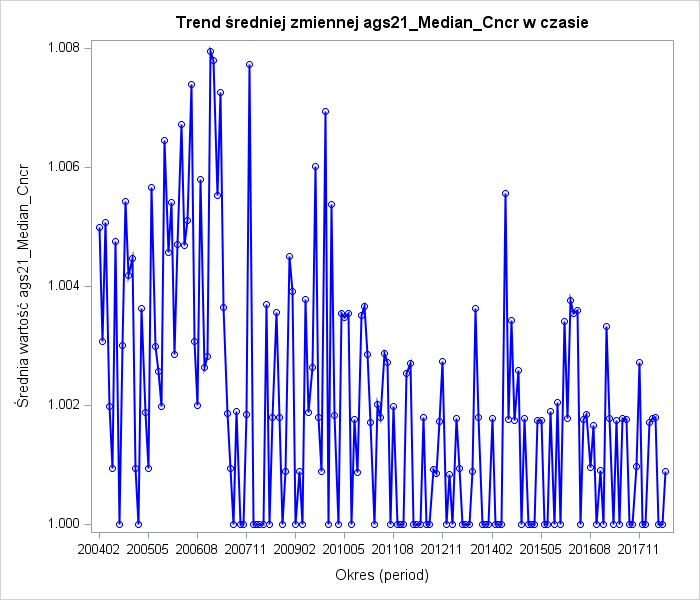 Trend średniej zmiennej ags21_Median_Cncr w czasie
Średnia wartość ags21_Median_Cncr
1.008
1.006
1.004
1.002
1.000
200402 200505 200608 200711 200902 201005 201108 201211 201402 201505 201608 201711
Okres (period)